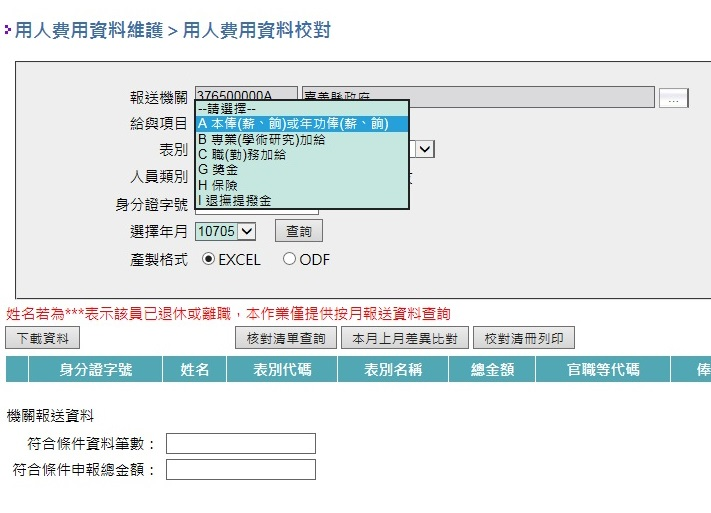 用人費用資料維護 > 用人費用資料校對
報送機關 376500000A 嘉義縣政府 ...
--請選擇--
給與項目 A 本俸(薪、餉)或年功俸(薪、餉)
B 專業(學術研究)加給
表別 C 職(勤)務加給
G 獎金
人員類別 H 保險
I 退撫提撥金
身分證字號
選擇年月 10705 查詢
產製格式 EXCEL ODF
姓名若為***表示該員已退休或離職，本作業僅提供按月報送資料查詢
下載資料 核對清單查詢 本月上月差異比對 校對清冊列印
身分證字號 姓名 表別代碼 表別名稱 總金額 官職等代碼 俸
機關報送資料
符合條件資料筆數：
符合條件申報總金額：